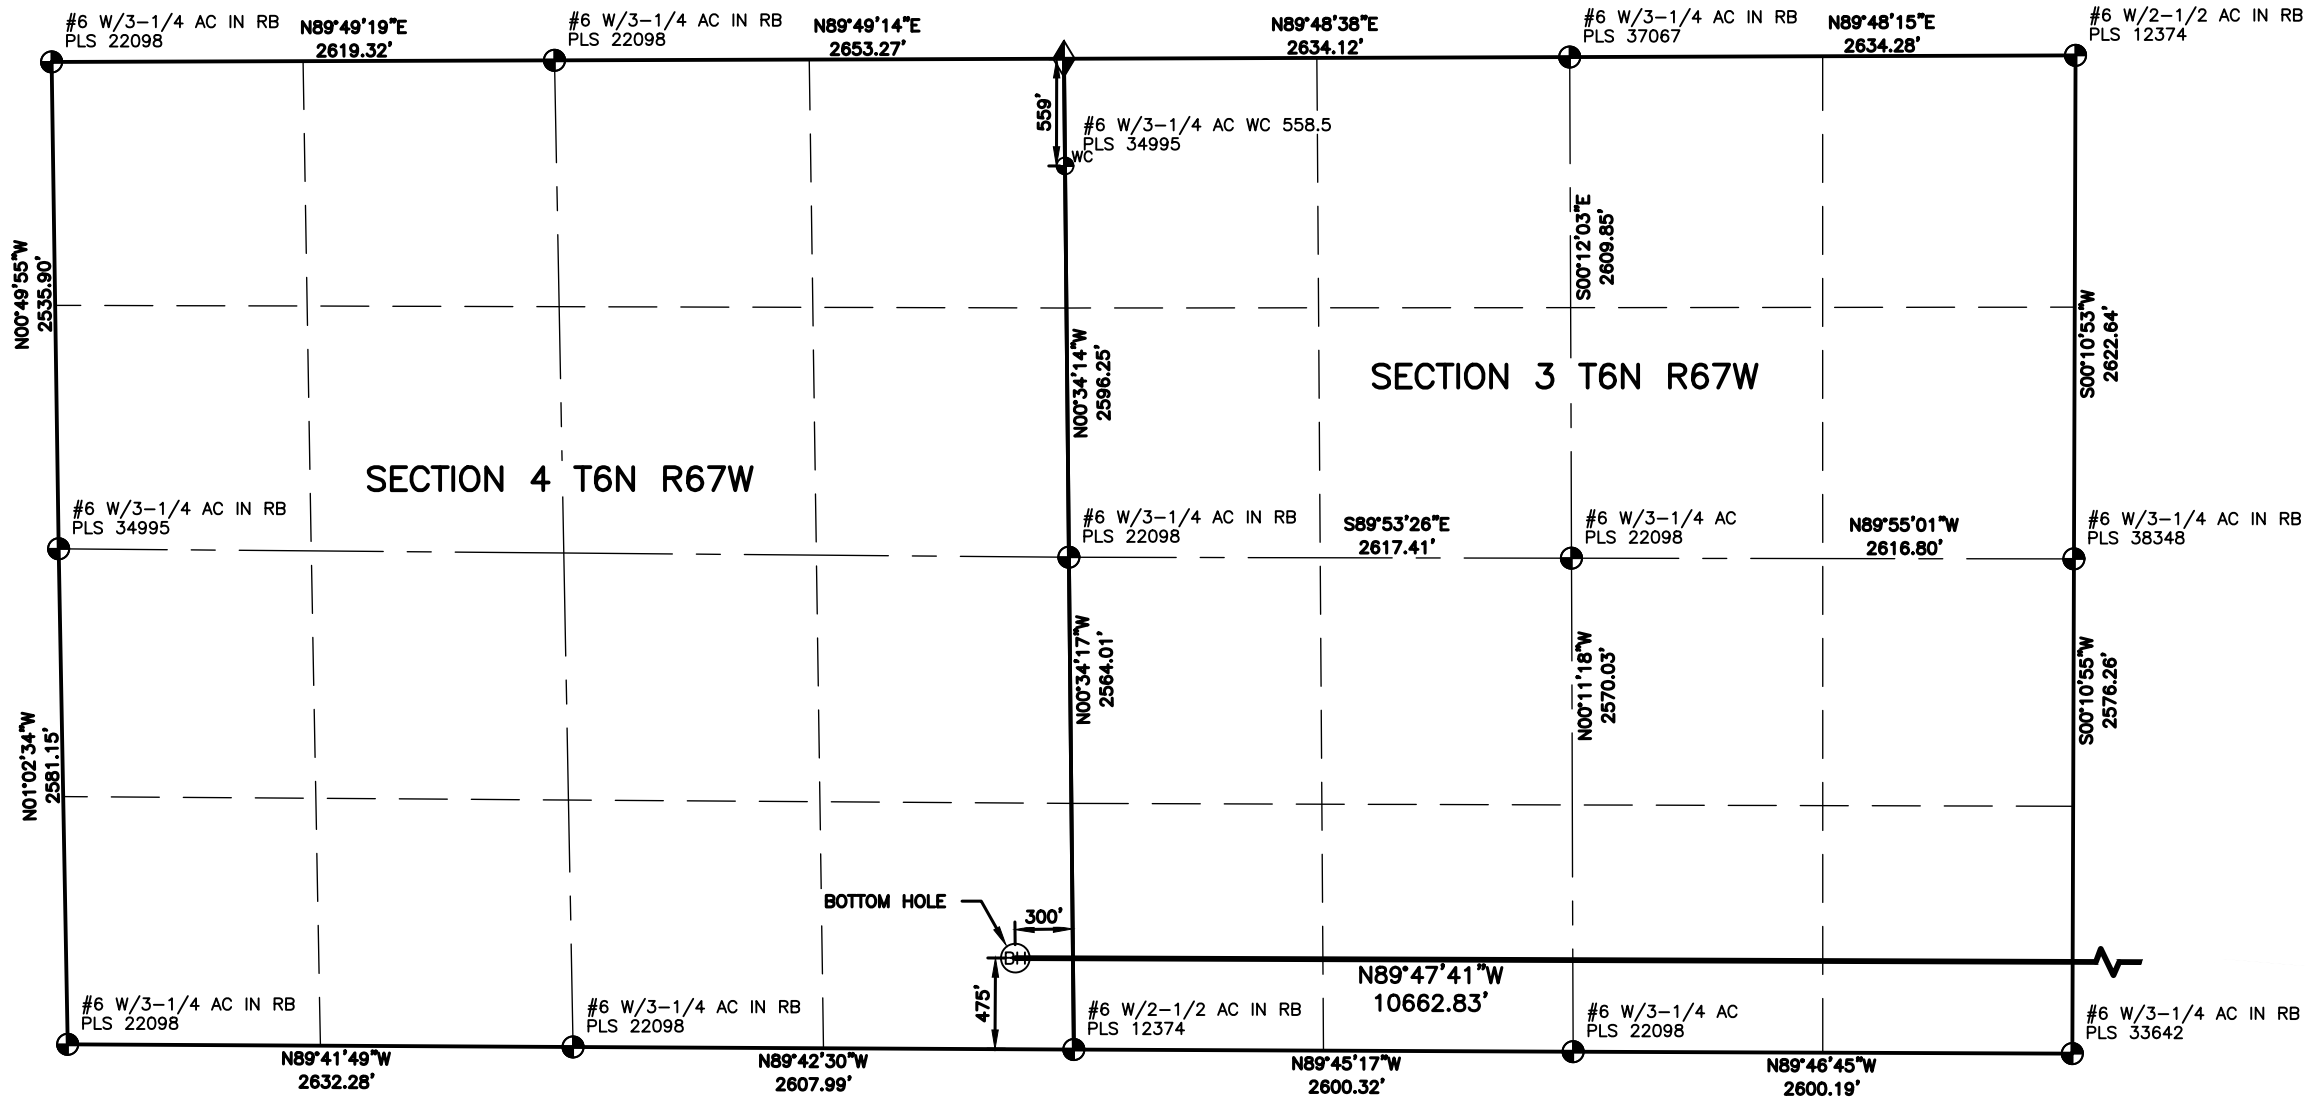 #6 W/3-1/4 AC IN RB
PLS 22098
N89°49'19"E
2619.32'
#6 W/3-1/4 AC IN RB
PLS 22098
N89°49'14"E
2653.27'
N89°48'38"E
2634.12'
#6 W/3-1/4 AC IN RB
PLS 37067
N89°48'15"E
2634.28'
#6 W/2-1/2 AC IN RB
PLS 12374
559'
#6 W/3-1/4 AC WC 558.5
PLS 34995
WC
N00°49'55"W
2535.90'
S00°12'03"E
2609.85'
N00°34'14"W
2596.25'
S00°10'53"W
2622.64'
SECTION 3 T6N R67W
SECTION 4 T6N R67W
#6 W/3-1/4 AC IN RB
PLS 34995
#6 W/3-1/4 AC IN RB
PLS 22098
S89°53'26"E
2617.41'
#6 W/3-1/4 AC
PLS 22098
N89°55'01"W
2616.80'
#6 W/3-1/4 AC IN RB
PLS 38348
N01°02'34"W
2581.15'
N00°34'17"W
2564.01'
N00°11'18"W
2570.03'
S00°10'55"W
2576.26'
BOTTOM HOLE
300'
BH
475'
N89°47'41"W
10662.83'
#6 W/3-1/4 AC IN RB
PLS 22098
#6 W/3-1/4 AC IN RB
PLS 22098
#6 W/2-1/2 AC IN RB
PLS 12374
#6 W/3-1/4 AC
PLS 22098
#6 W/3-1/4 AC IN RB
PLS 33642
N89°41'49"W
2632.28'
N89°42'30"W
2607.99'
N89°45'17"W
2600.32'
N89°46'45"W
2600.19'